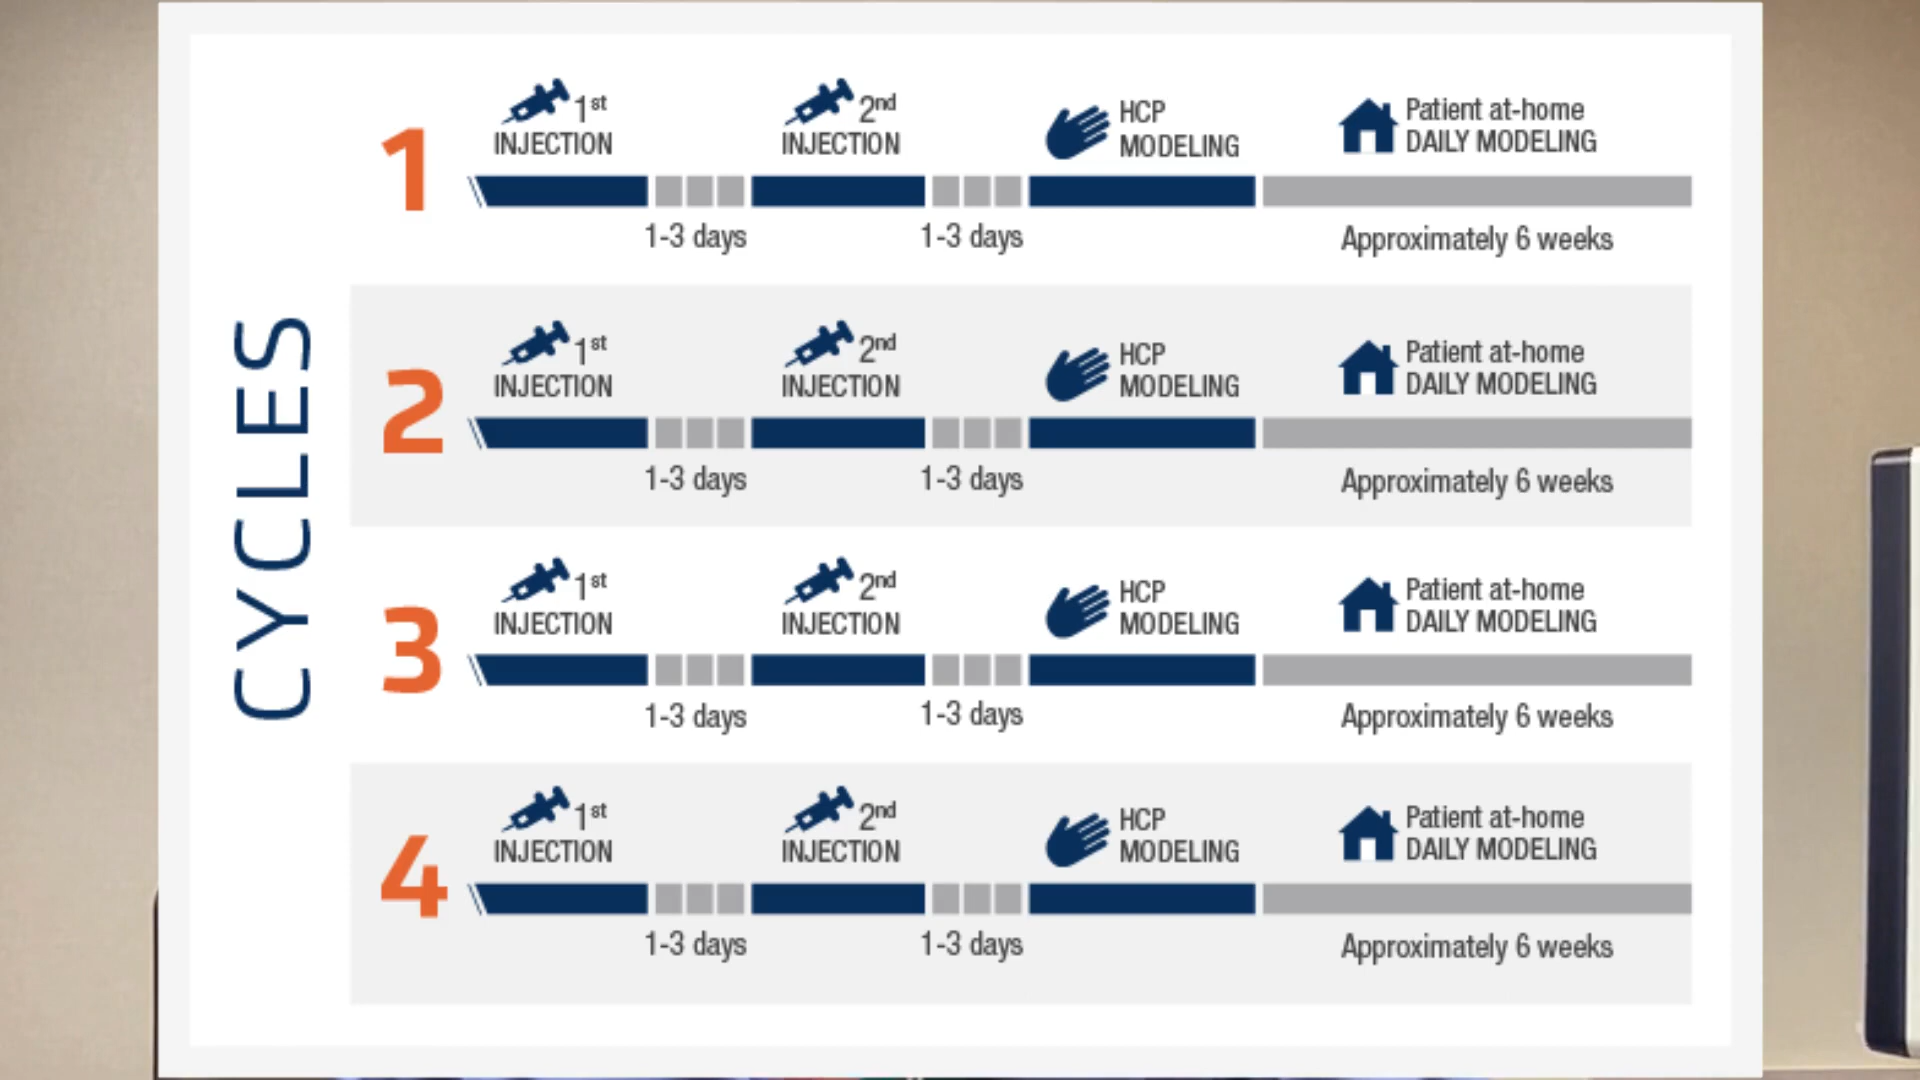 CYCLES
1
1st
INJECTION
2nd
INJECTION
HCP
MODELING
Patient at-home
DAILY MODELING
1-3 days
1-3 days
Approximately 6 weeks
2
1st
INJECTION
2nd
INJECTION
HCP
MODELING
Patient at-home
DAILY MODELING
1-3 days
1-3 days
Approximately 6 weeks
3
1st
INJECTION
2nd
INJECTION
HCP
MODELING
Patient at-home
DAILY MODELING
1-3 days
1-3 days
Approximately 6 weeks
4
1st
INJECTION
2nd
INJECTION
HCP
MODELING
Patient at-home
DAILY MODELING
1-3 days
1-3 days
Approximately 6 weeks